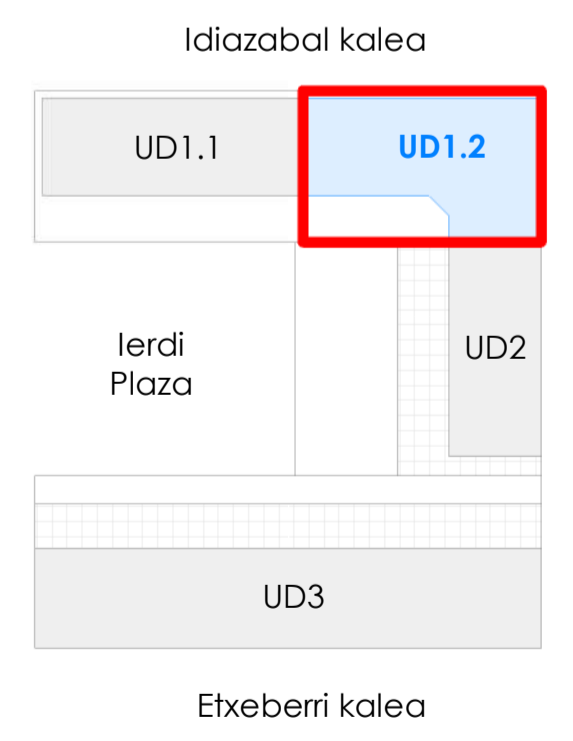 Idiazabal kalea
UD1.1
UD1.2
Ierdi
Plaza
UD2
UD3
Etxeberri kalea